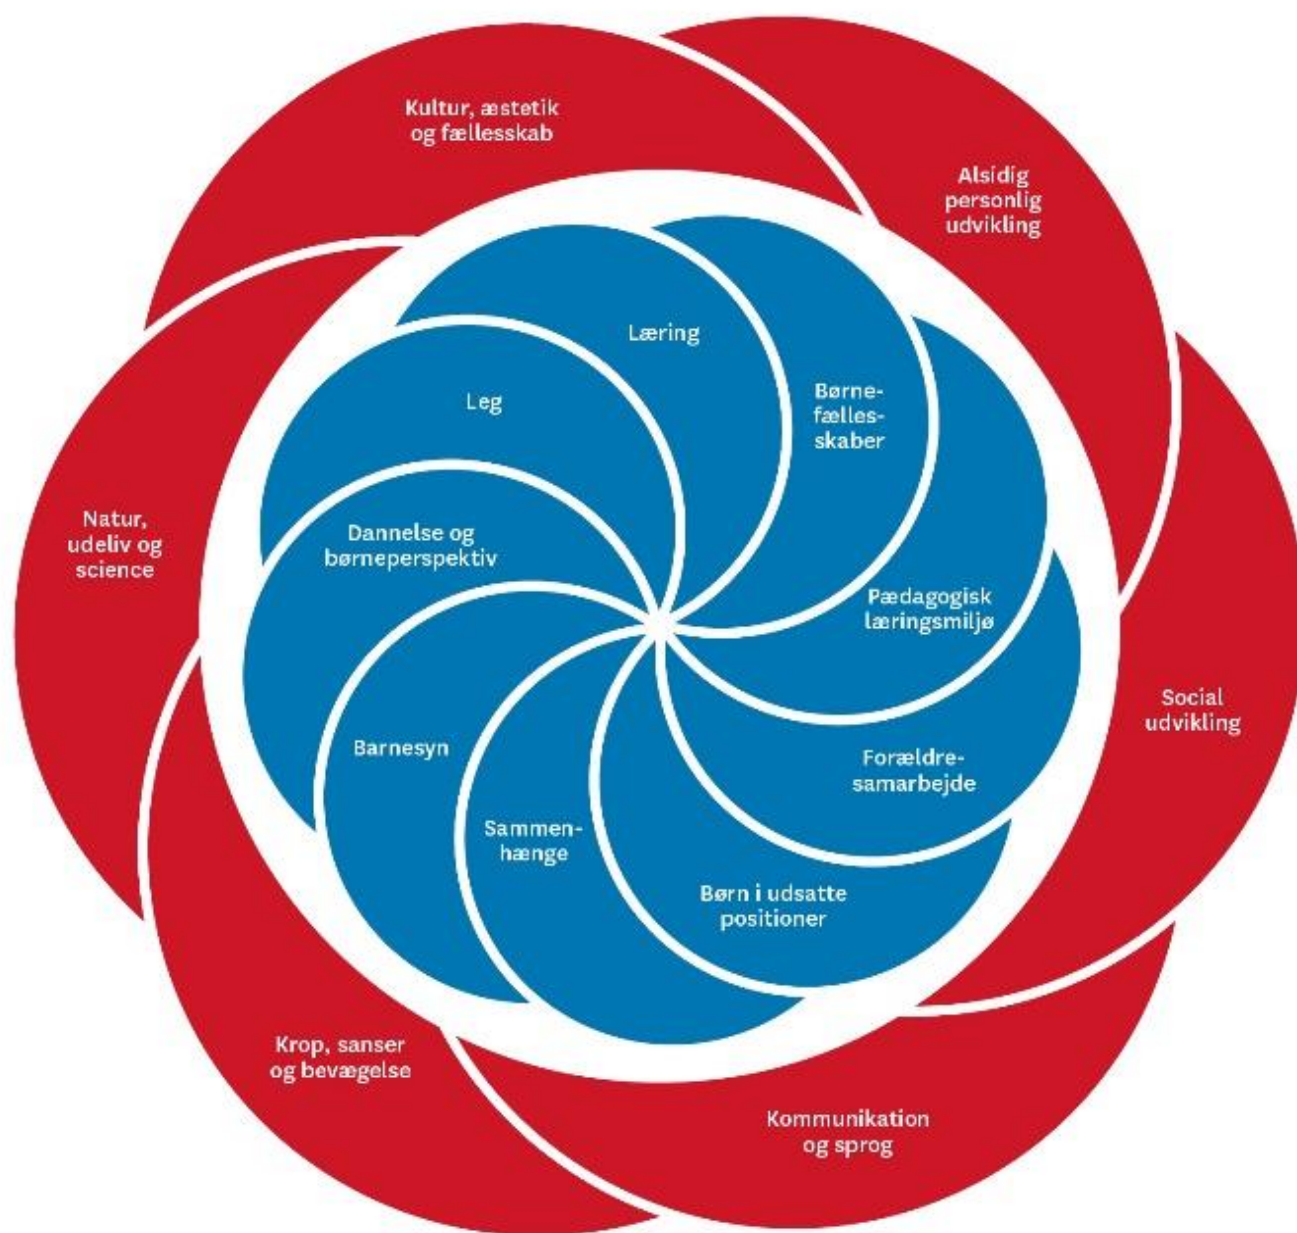 Kultur, æstetik
og fællesskab
Alsidig
personlig
udvikling
Læring
Leg
Børne-
fælles-
skaber
Natur,
udeliv og
science
Dannelse og
børneperspektiv
Pædagogisk
læringsmiljø
Social
udvikling
Barnesyn
Forældre-
samarbejde
Sammen-
hænge
Børn i udsatte
positioner
Krop, sanser
og bevægelse
Kommunikation
og sprog